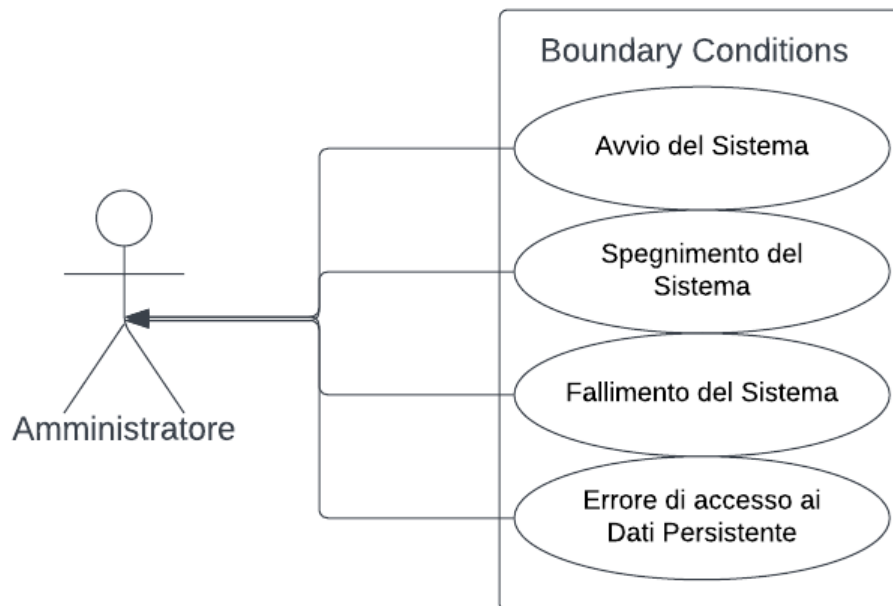 Boundary Conditions
Avvio del Sistema
Spegnimento del
Sistema
Fallimento del Sistema
Errore di accesso ai
Dati Persistente
Amministratore